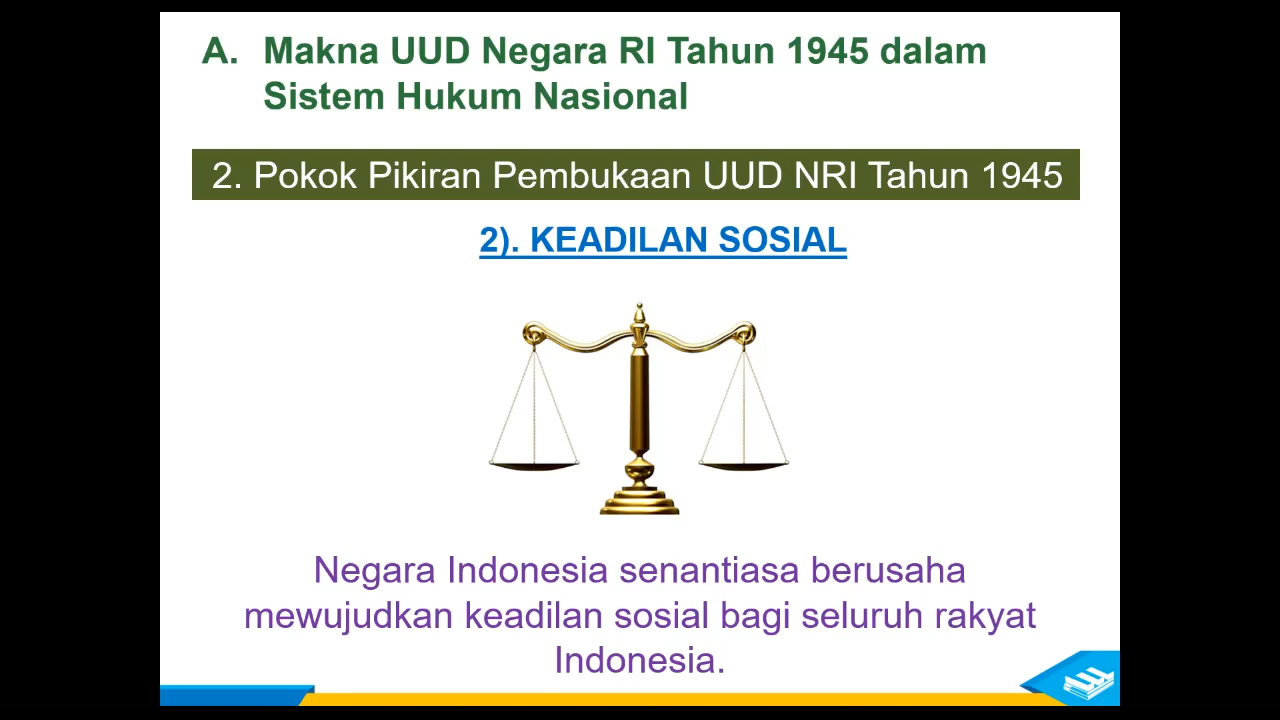 A. Makna UUD Negara RI Tahun 1945 dalam
Sistem Hukum Nasional
2. Pokok Pikiran Pembukaan UUD NRI Tahun 1945
2). KEADILAN SOSIAL
Negara Indonesia senantiasa berusaha
mewujudkan keadilan sosial bagi seluruh rakyat
Indonesia.